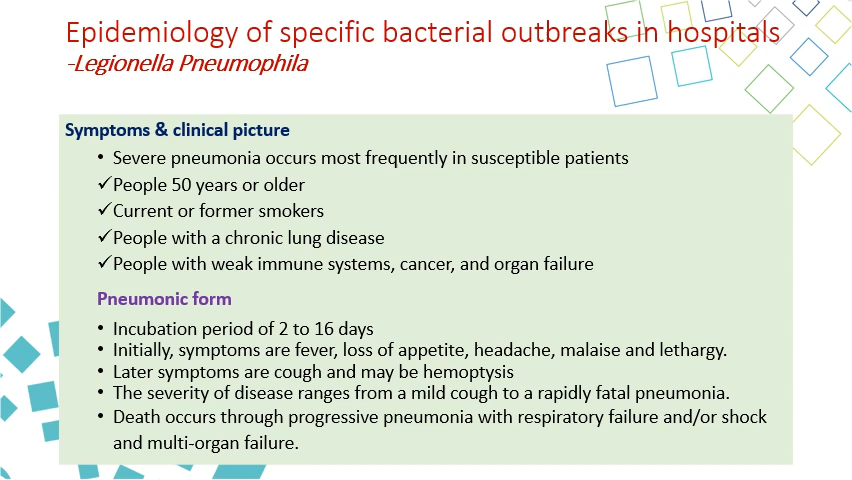 Epidemiology of specific bacterial outbreaks in hospitals
-Legionella Pneumophila
Symptoms & clinical picture
• Severe pneumonia occurs most frequently in susceptible patients
✓People 50 years or older
✓Current or former smokers
✓People with a chronic lung disease
✓People with weak immune systems, cancer, and organ failure
Pneumonic form
• Incubation period of 2 to 16 days
• Initially, symptoms are fever, loss of appetite, headache, malaise and lethargy.
• Later symptoms are cough and may be hemoptysis
• The severity of disease ranges from a mild cough to a rapidly fatal pneumonia.
• Death occurs through progressive pneumonia with respiratory failure and/or shock
and multi-organ failure.